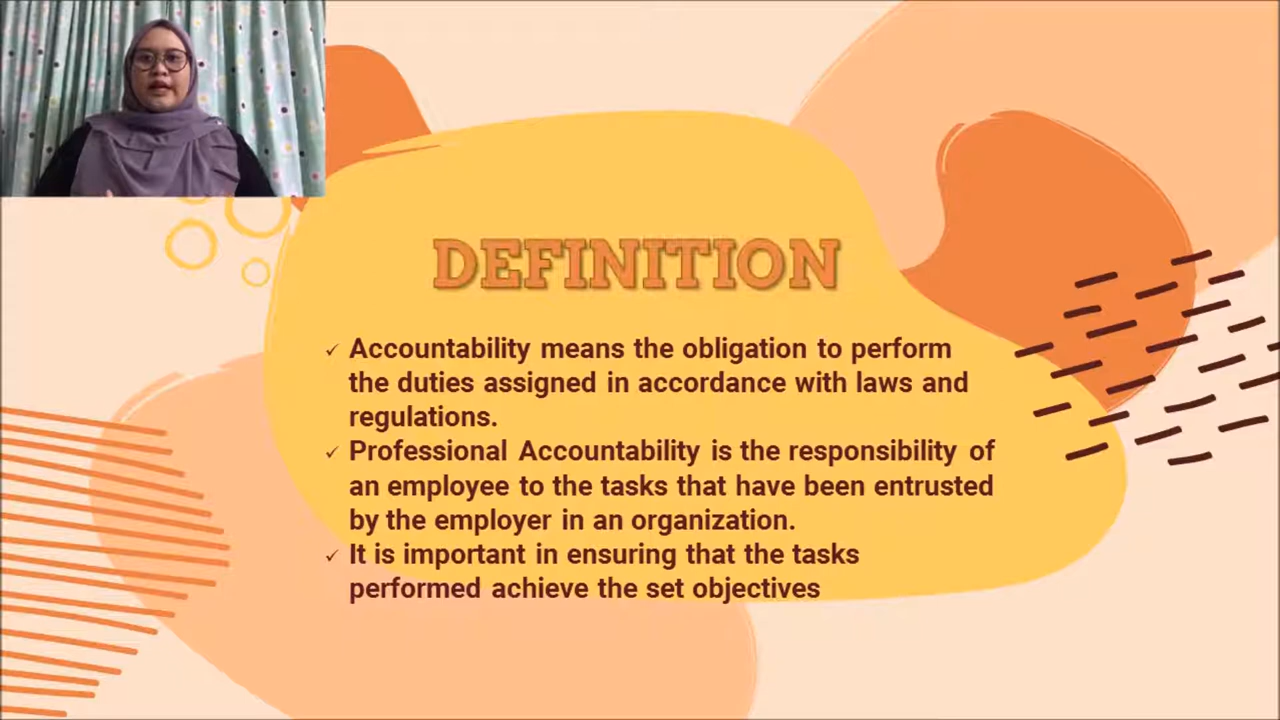 DEFINITION
Accountability means the obligation to perform
the duties assigned in accordance with laws and
regulations.
Professional Accountability is the responsibility of
an employee to the tasks that have been entrusted
by the employer in an organization.
It is important in ensuring that the tasks
performed achieve the set objectives